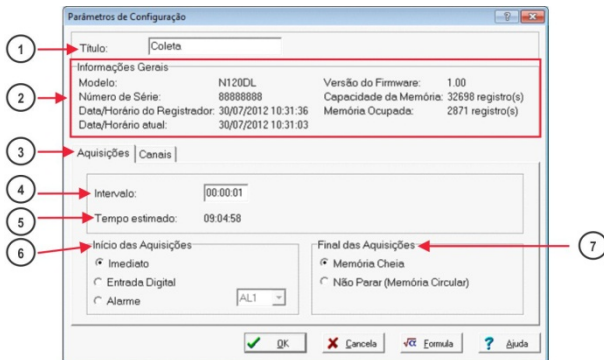 Parâmetros de Configuração
1
Título: Coleta
Informações Gerais
2
Modelo: N120DL Versão do Firmware: 1.00
Número de Série: 88888888 Capacidade da Memória: 32698 registro(s)
Data/Horário do Registrador: 30/07/2012 10:31:36 Memória Ocupada: 2871 registro(s)
Data/Horário atual: 30/07/2012 10:31:03
3
Aquisições Canais
4
Intervalo: 00:00:01
5
Tempo estimado: 09:04:58
6
Início das Aquisições Final das Aquisições
7
Imediato Memória Cheia
Entrada Digital Não Parar (Memória Circular)
Alarme AL1
OK Cancela √α Formula ? Ajuda